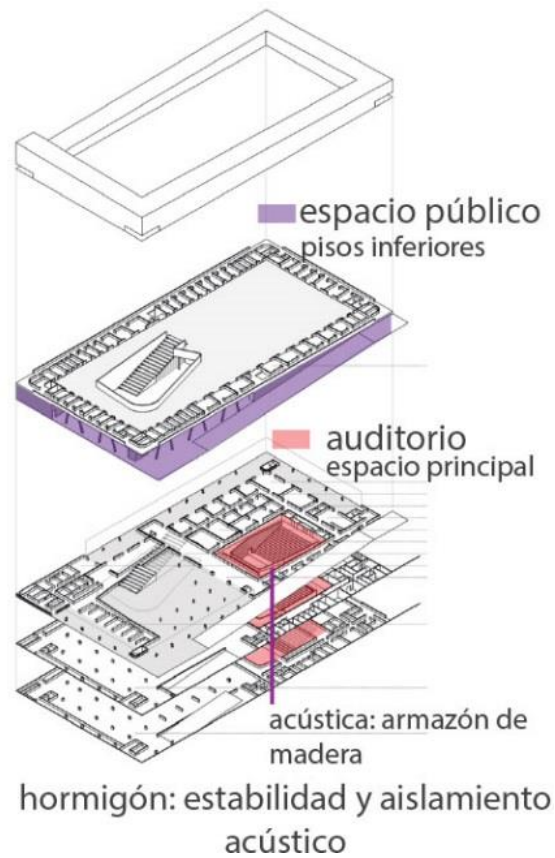 espacio público
pisos inferiores
auditorio
espacio principal
acústica: armazón de
madera
hormigón: estabilidad y aislamiento
acústico